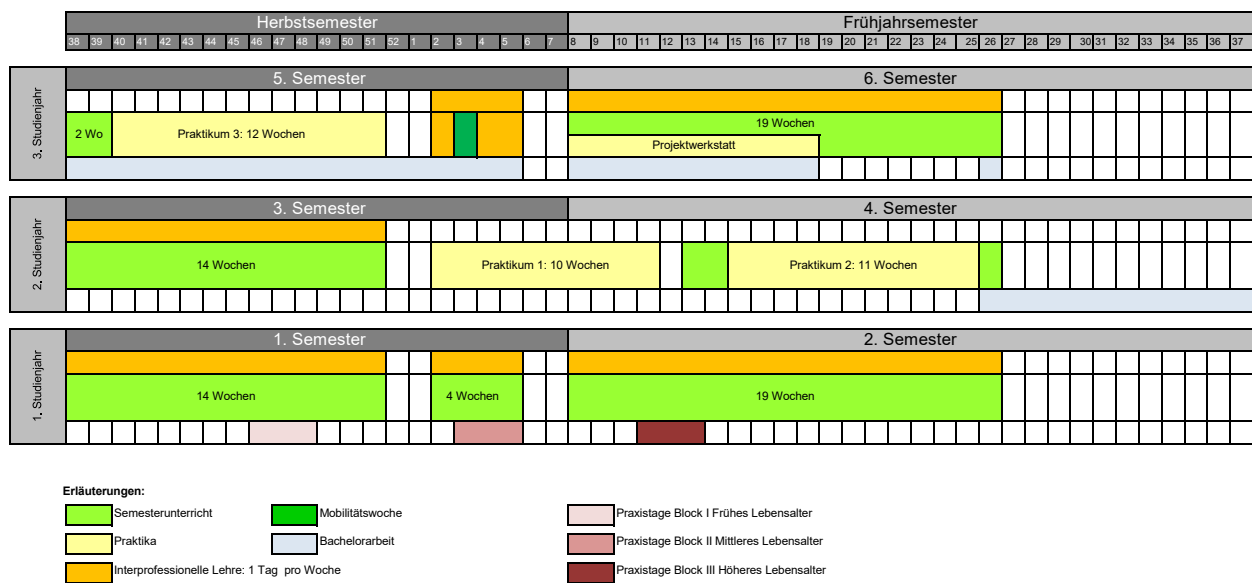 Herbstsemester Frühjahrsemester
38 39 40 41 42 43 44 45 46 47 48 49 50 51 52 1 2 3 4 5 6 7 8 9 10 11 12 13 14 15 16 17 18 19 20 21 22 23 24 25 26 27 28 29 30 31 32 33 34 35 36 37
3. Studienjahr
5. Semester 6. Semester
2 Wo Praktikum 3: 12 Wochen 19 Wochen
Projektwerkstatt
2. Studienjahr
3. Semester 4. Semester
14 Wochen Praktikum 1: 10 Wochen Praktikum 2: 11 Wochen
1. Studienjahr
1. Semester 2. Semester
14 Wochen 4 Wochen 19 Wochen
Erläuterungen:
Semesterunterricht Mobilitätswoche Praxistage Block I Frühes Lebensalter
Praktika Bachelorarbeit Praxistage Block II Mittleres Lebensalter
Interprofessionelle Lehre: 1 Tag pro Woche Praxistage Block III Höheres Lebensalter